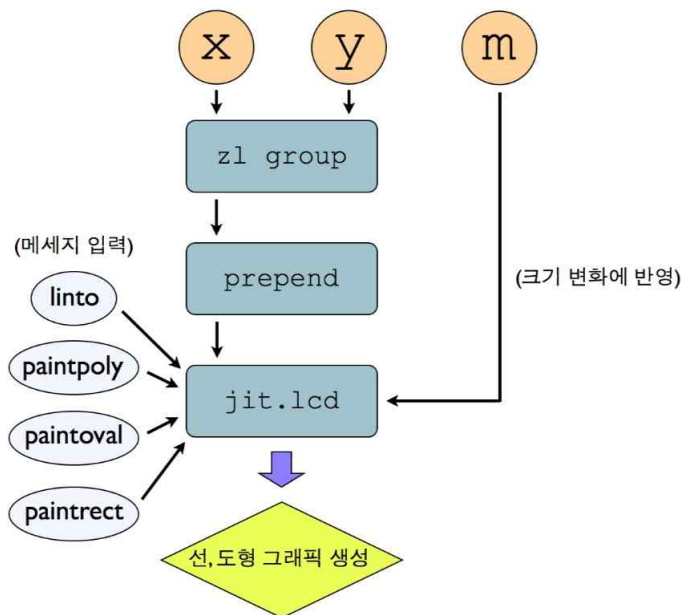 x
y
m
zl group
(메세지 입력)
prepend
(크기 변화에 반영)
linto
paintpoly
jit.lcd
paintoval
paintrect
선, 도형 그래픽 생성